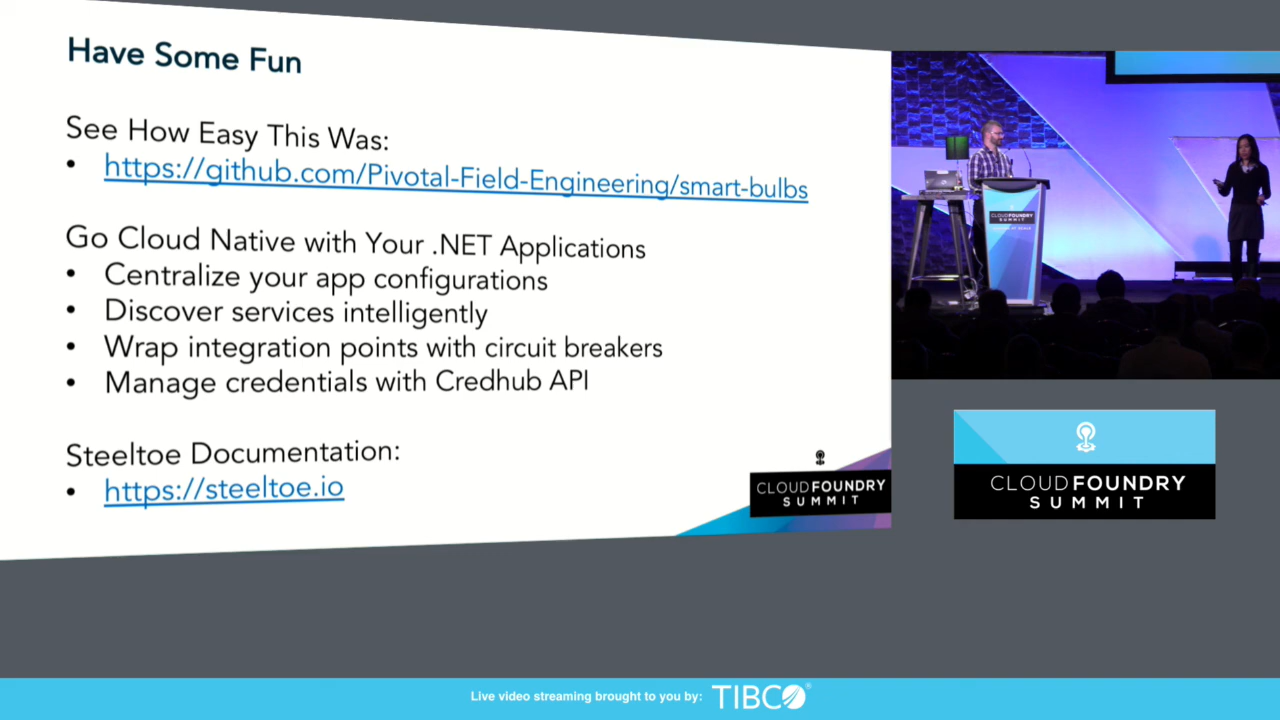 Have Some Fun
See How Easy This Was:
• https://github.com/Pivotal-Field-Engineering/smart-bulbs
Go Cloud Native with Your .NET Applications
• Centralize your app configurations
• Discover services intelligently
• Wrap integration points with circuit breakers
• Manage credentials with Credhub API
Steeltoe Documentation:
• https://steeltoe.io
CLOUD FOUNDRY
SUMMIT
CLOUD FOUNDRY
SUMMIT
CLOUD FOUNDRY
SUMMIT
Live video streaming brought to you by: TIBCO®